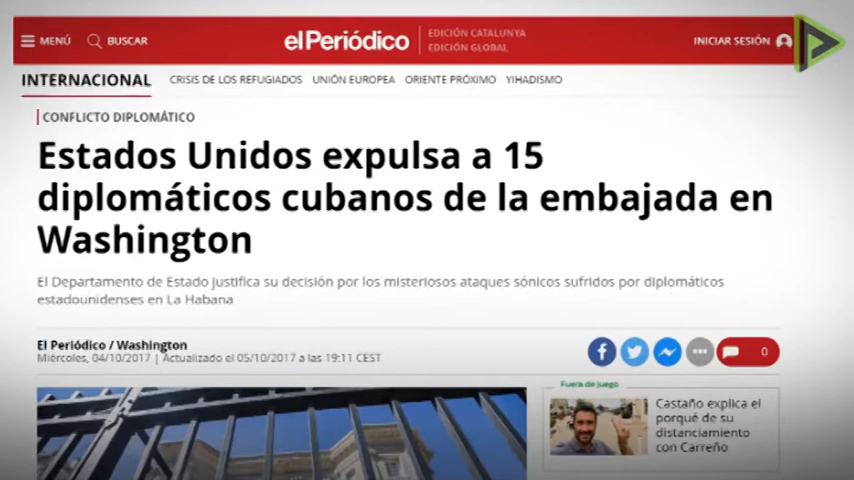 MENÚ
BUSCAR
elPeriódico
EDICIÓN CATALUNYA
EDICIÓN GLOBAL
INICIAR SESIÓN
INTERNACIONAL
CRISIS DE LOS REFUGIADOS
UNIÓN EUROPEA
ORIENTE PRÓXIMO
YIHADISMO
CONFLICTO DIPLOMÁTICO
Estados Unidos expulsa a 15
diplomáticos cubanos de la embajada en
Washington
El Departamento de Estado justifica su decisión por los misteriosos ataques sónicos sufridos por diplomáticos
estadounidenses en La Habana
El Periódico / Washington
Miércoles, 04/10/2017 | Actualizado el 05/10/2017 a las 19:11 CEST
0
Fuera de juego
Castaño explica el
porqué de su
distanciamiento
con Carreño